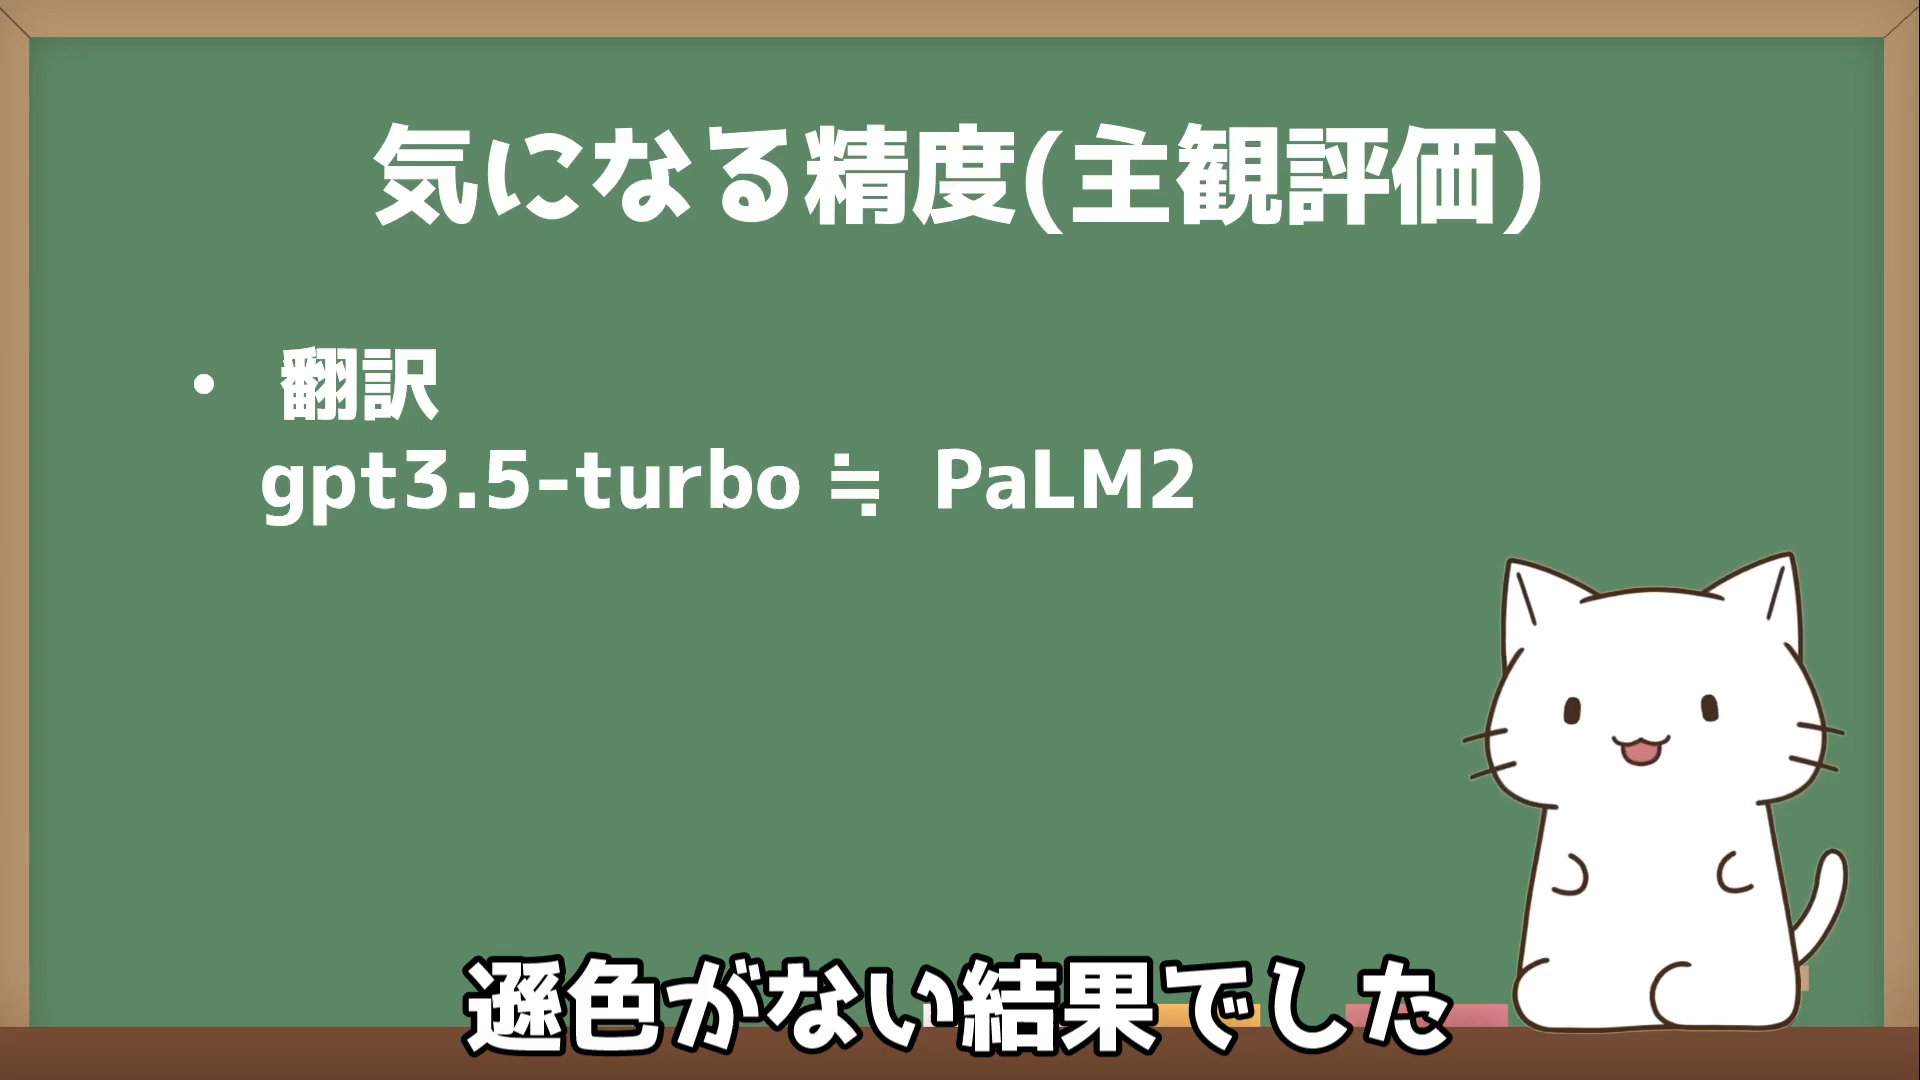 気になる精度(主観評価)
• 翻訳
gpt3.5-turbo ≒ PaLM2
遜色がない結果でした